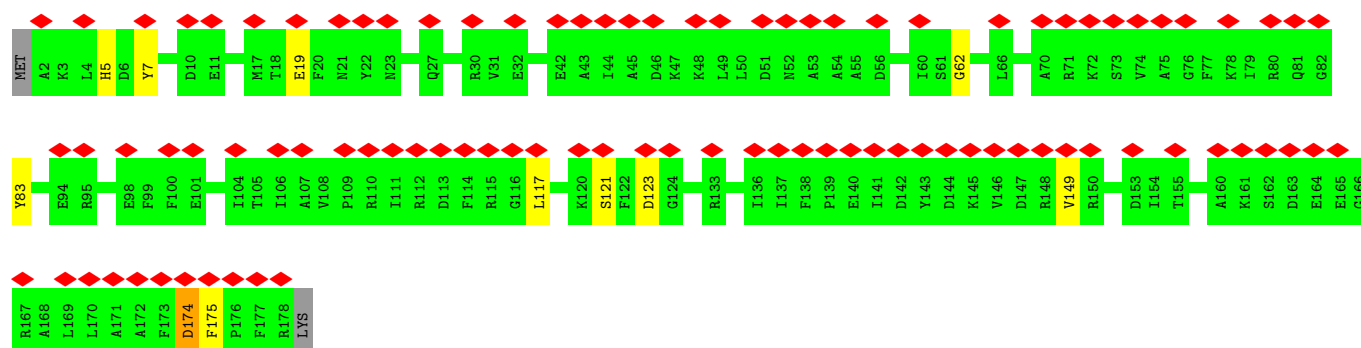 MET A2 K3 L4 H5 D6 Y7 D10 E11 M17 T18 E19 F20 N21 Y22 N23 Q27 R30 V31 E32 E42 A43 I44 A45 D46 K47 K48 L49 L50 D51 N52 A53 A54 A55 D56 I60 S61 G62 L66 A70 R71 K72 S73 V74 A75 G76 F77 K78 I79 R80 Q81 G82
Y83 E94 R95 E98 F99 F100 E101 I104 T105 I106 A107 V108 P109 R110 I111 R112 D113 F114 R115 G116 L117 K120 S121 F122 D123 G124 R133 I136 I137 F138 P139 E140 I141 D142 Y143 D144 K145 V146 D147 R148 V149 R150 D153 I154 T155 A160 K161 S162 D163 E164 E165 G166
R167 A168 L169 L170 A171 A172 F173 D174 F175 P176 F177 R178 LYS